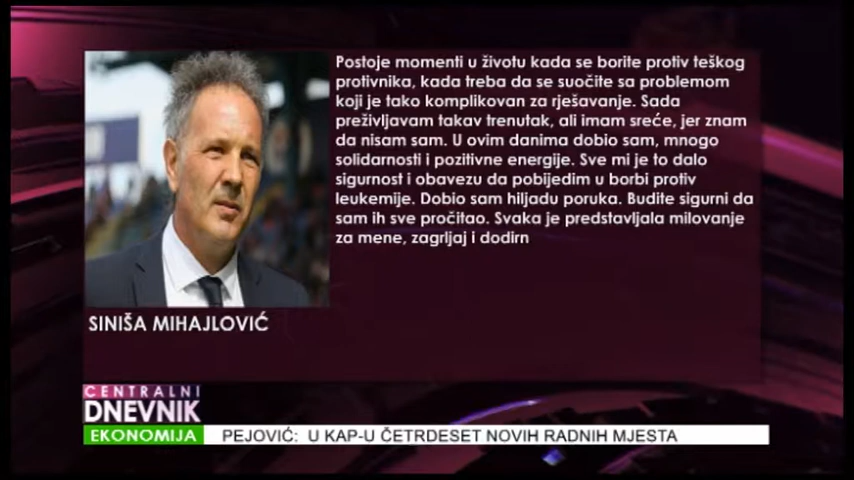 Postoje momenti u životu kada se borite protiv teškog
protivnika, kada treba da se suočite sa problemom
koji je tako komplikovan za rješavanje. Sada
preživljavam takav trenutak, ali imam sreće, jer znam
da nisam sam. U ovim danima dobio sam, mnogo
solidarnosti i pozitivne energije. Sve mi je to dalo
sigurnost i obavezu da pobijedim u borbi protiv
leukemije. Dobio sam hiljadu poruka. Budite sigurni da
sam ih sve pročitao. Svaka je predstavljala milovanje
za mene, zagrljaj i dodirn
SINIŠA MIHAJLOVIĆ
CENTRALNI
DNEVNIK
EKONOMIJA PEJOVIĆ: U KAP-U ČETRDESET NOVIH RADNIH MJESTA